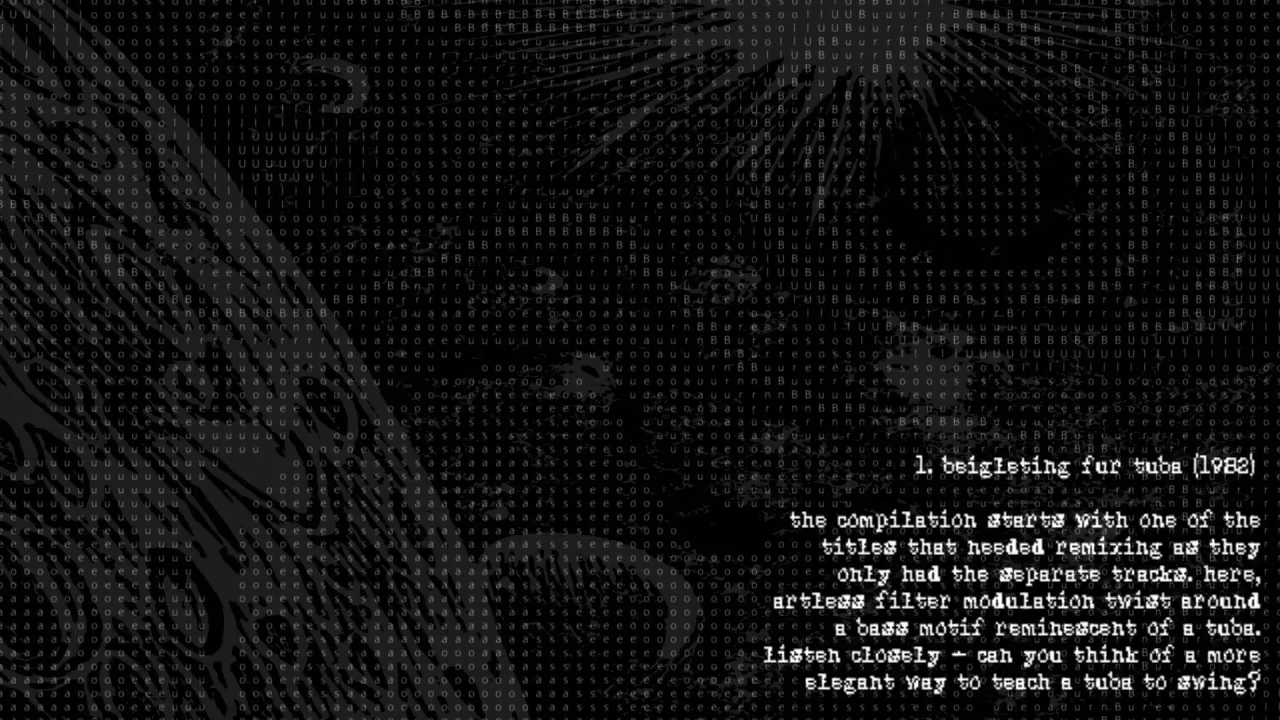 1. beigleting fur tuba (1982)
the compilation starts with one of the
titles that needed remixing as they
only had the separate tracks. here,
artless filter modulation twist around
a bass motif reminescent of a tuba.
listen closely – can you think of a more
elegant way to teach a tuba to swing?